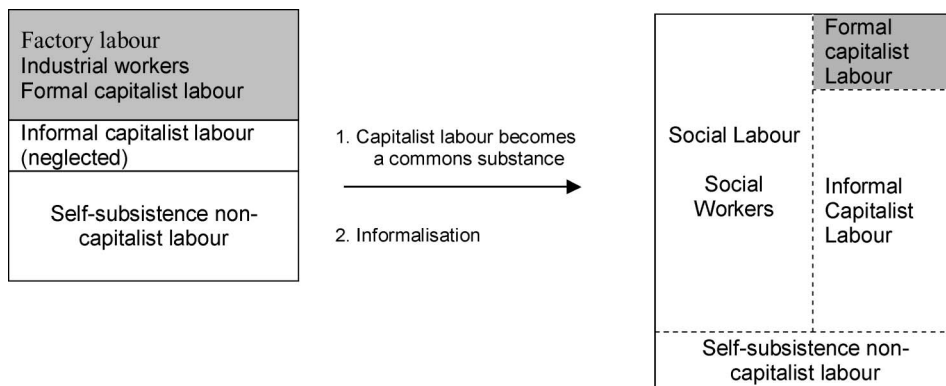 Factory labour
Industrial workers
Formal capitalist labour
Informal capitalist labour
(neglected)
Self-subsistence non-
capitalist labour
1. Capitalist labour becomes
a commons substance
2. Informalisation
Social Labour
Social
Workers
Formal
capitalist
Labour
Informal
Capitalist
Labour
Self-subsistence non-
capitalist labour